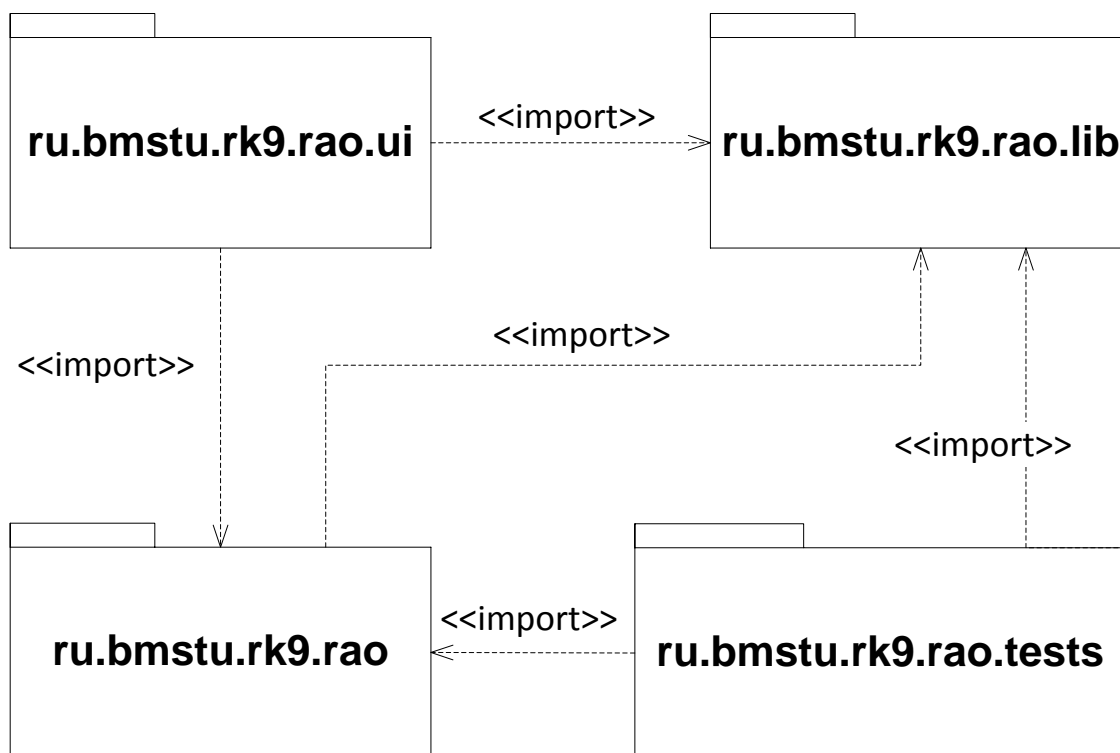 <<import>>
ru.bmstu.rk9.rao.ui
ru.bmstu.rk9.rao.lib
<<import>>
<<import>>
<<import>>
<<import>>
ru.bmstu.rk9.rao
ru.bmstu.rk9.rao.tests